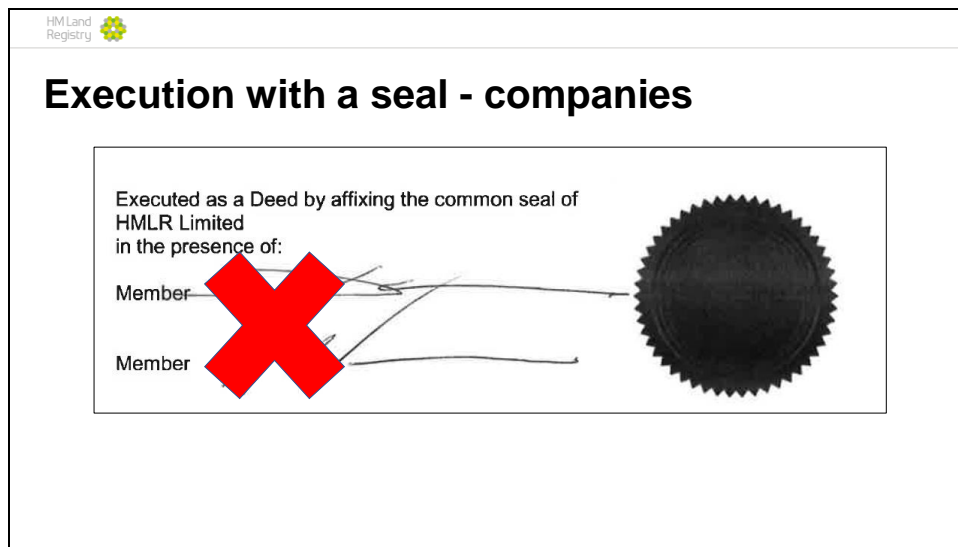 HM Land
Registry
Execution with a seal - companies
Executed as a Deed by affixing the common seal of
HMLR Limited
in the presence of:
Member
Member